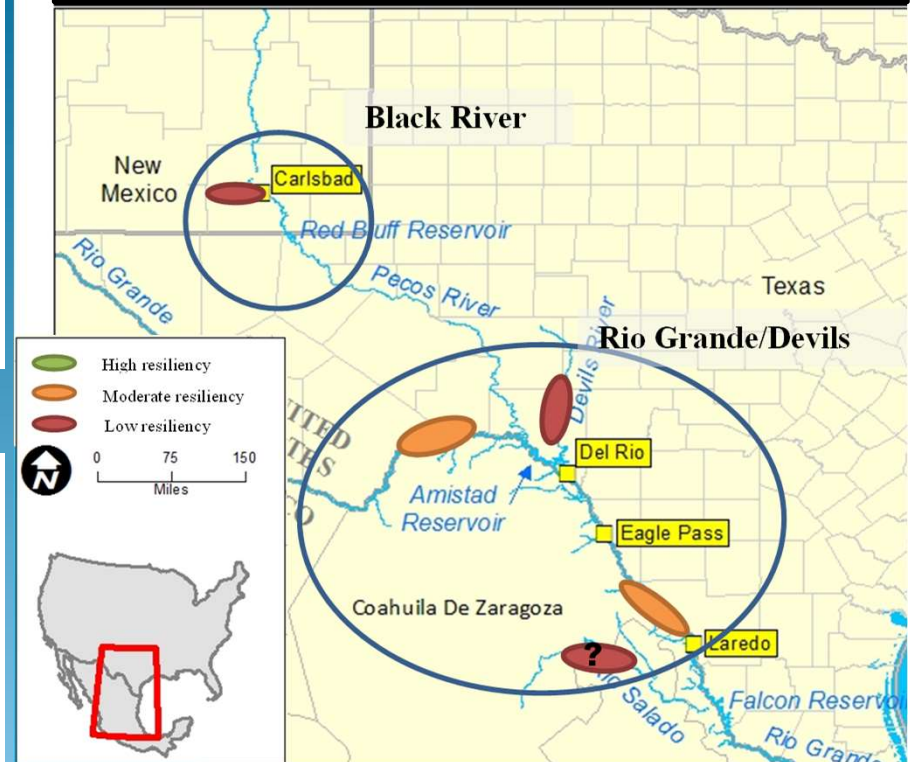 Black River
New
Mexico
Carlsbad
Red Bluff Reservoir
Rio Grande
Pecos River
Texas
Devils River
Rio Grande/Devils
High resiliency
Moderate resiliency
Low resiliency
N
0 75 150
Miles
Del Rio
Amistad
Reservoir
Eagle Pass
Coahuila De Zaragoza
?
Laredo
Salado
Rio Grande